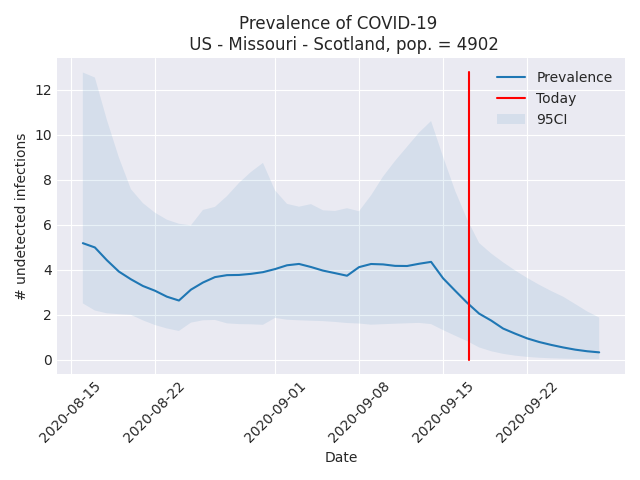 Prevalence of COVID-19
US - Missouri - Scotland, pop. = 4902
Prevalence
Today
95CI
# undetected infections
12
10
8
6
4
2
0
2020-08-15
2020-08-22
2020-09-01
2020-09-08
2020-09-15
2020-09-22
Date